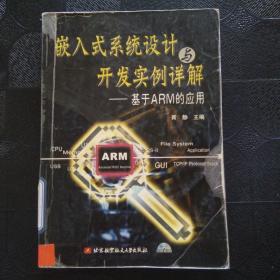 嵌入式系统设计
与
开发实例详解
——基于ARM的应用
主编
CPU
File System
Application
USB
ARM
GUI
TCP/IP Protocol Stack
北京航空航天大学出版社